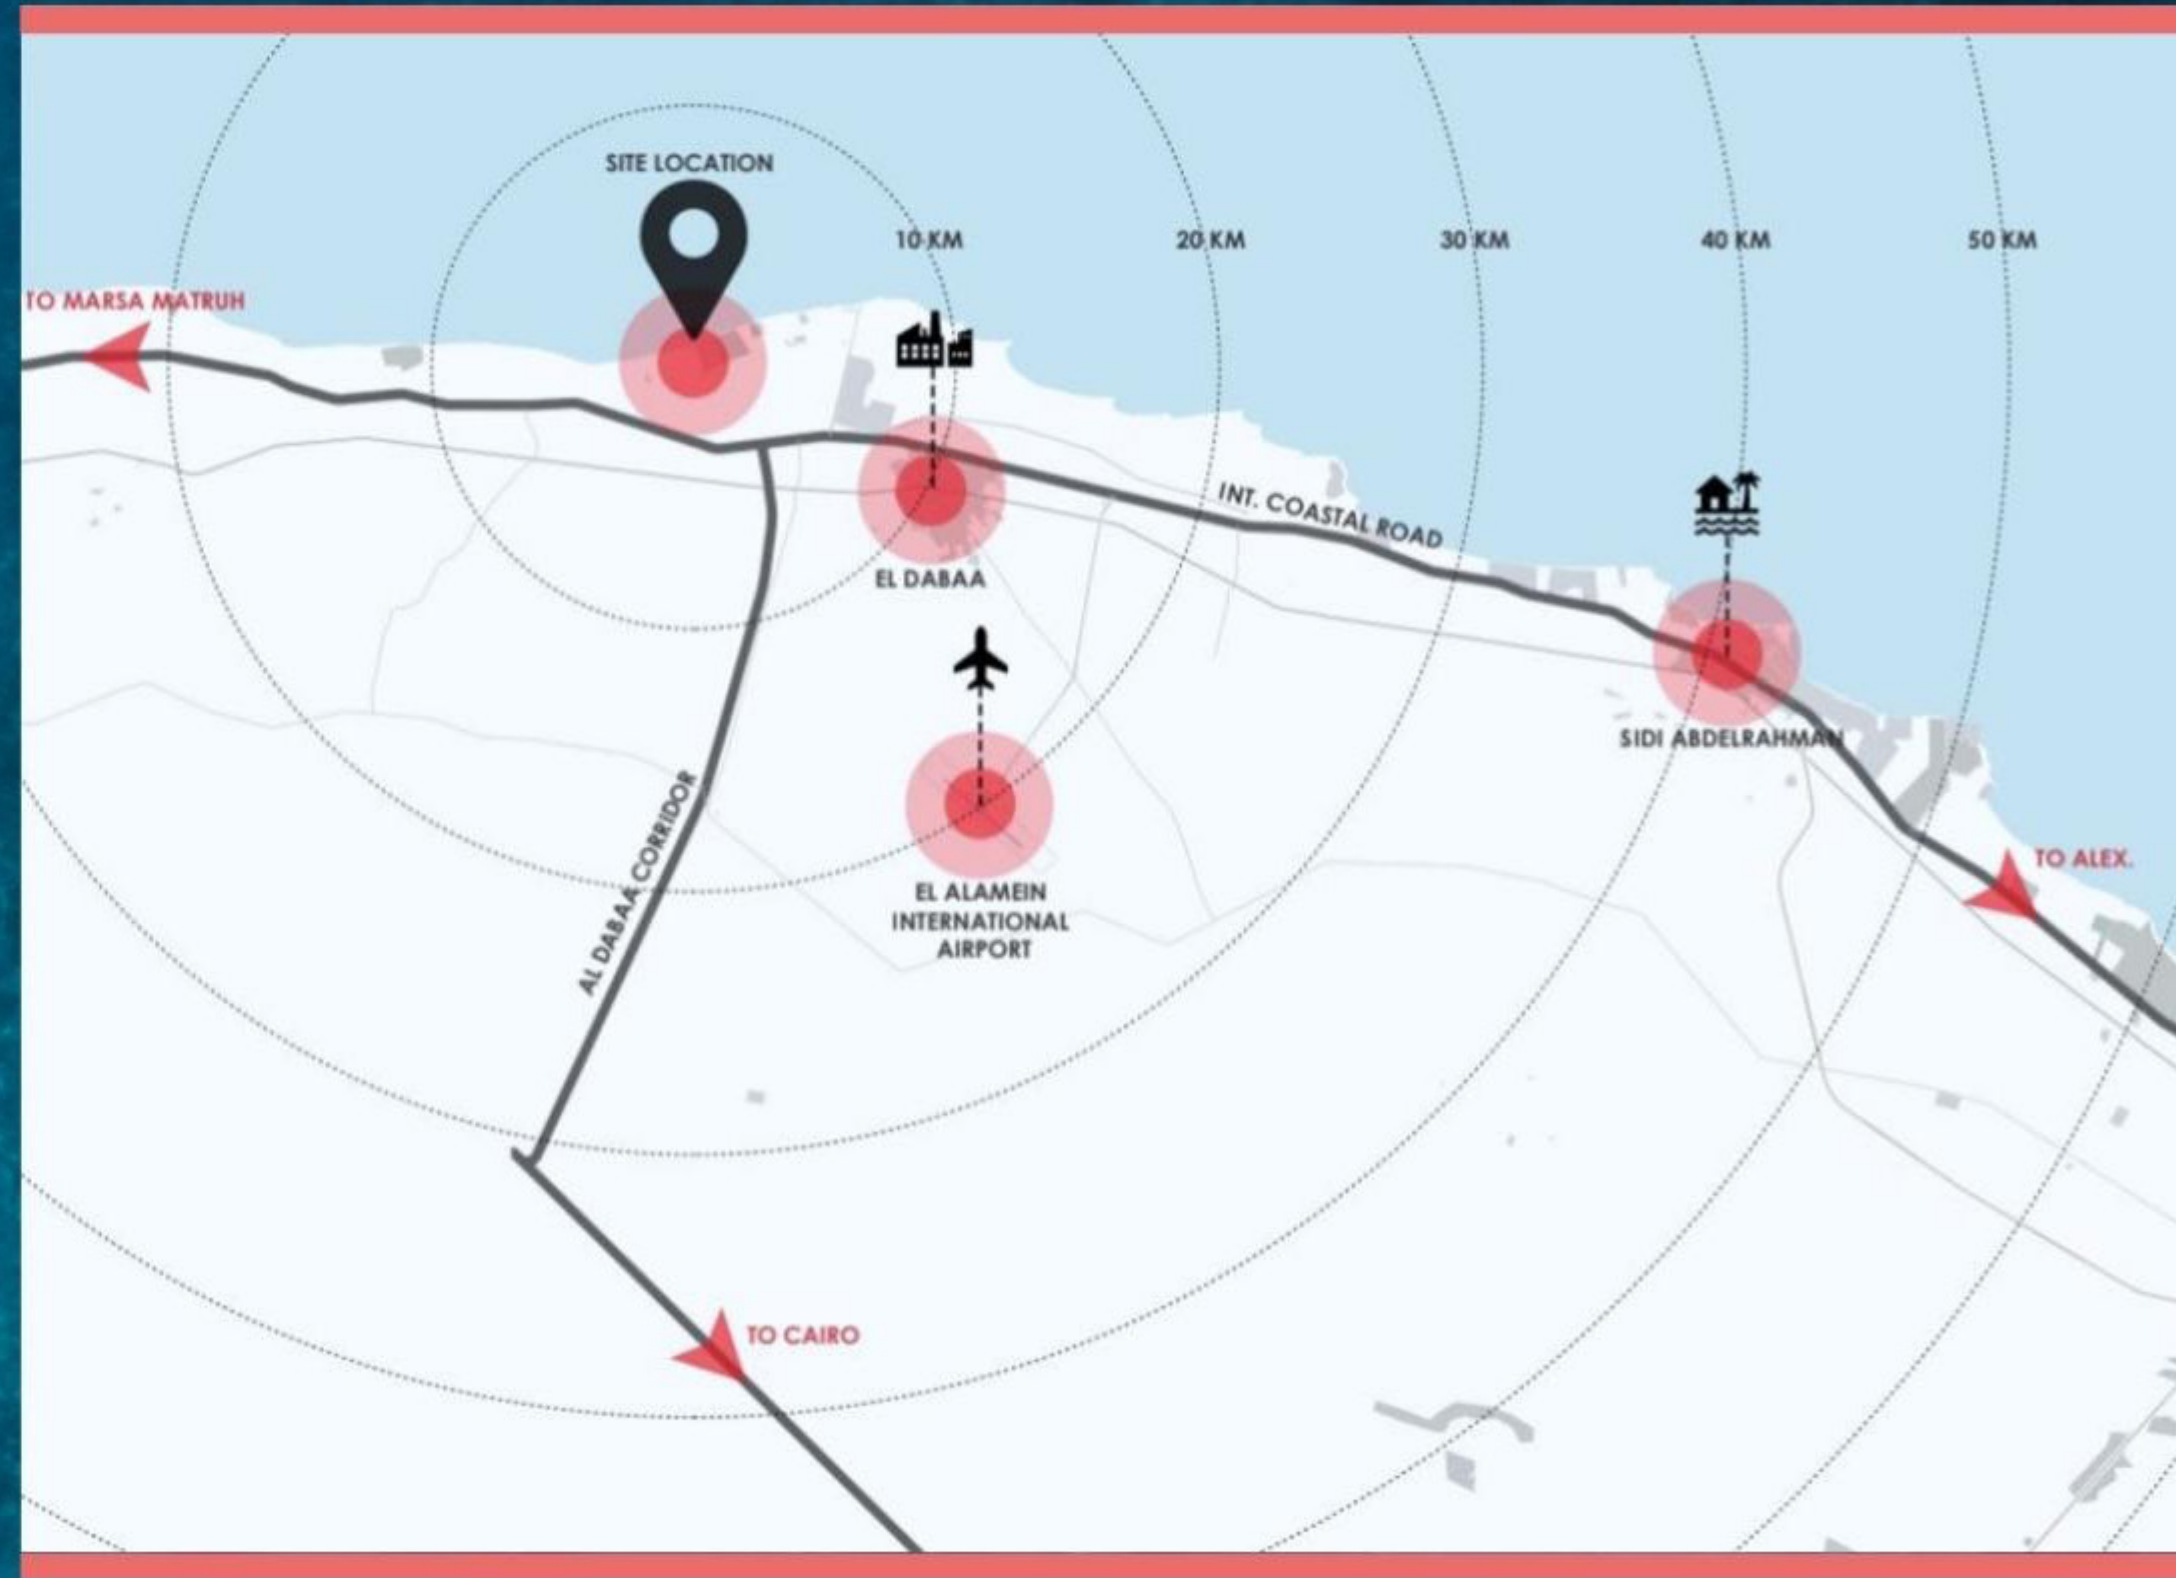 SITE LOCATION
10 KM
20 KM
30 KM
40 KM
50 KM
TO MARSA MATRUH
INT. COASTAL ROAD
EL DABAA
SIDI ABDELRAHMAN
AL DABAA CORRIDOR
EL ALAMEIN
INTERNATIONAL
AIRPORT
TO ALEX.
TO CAIRO